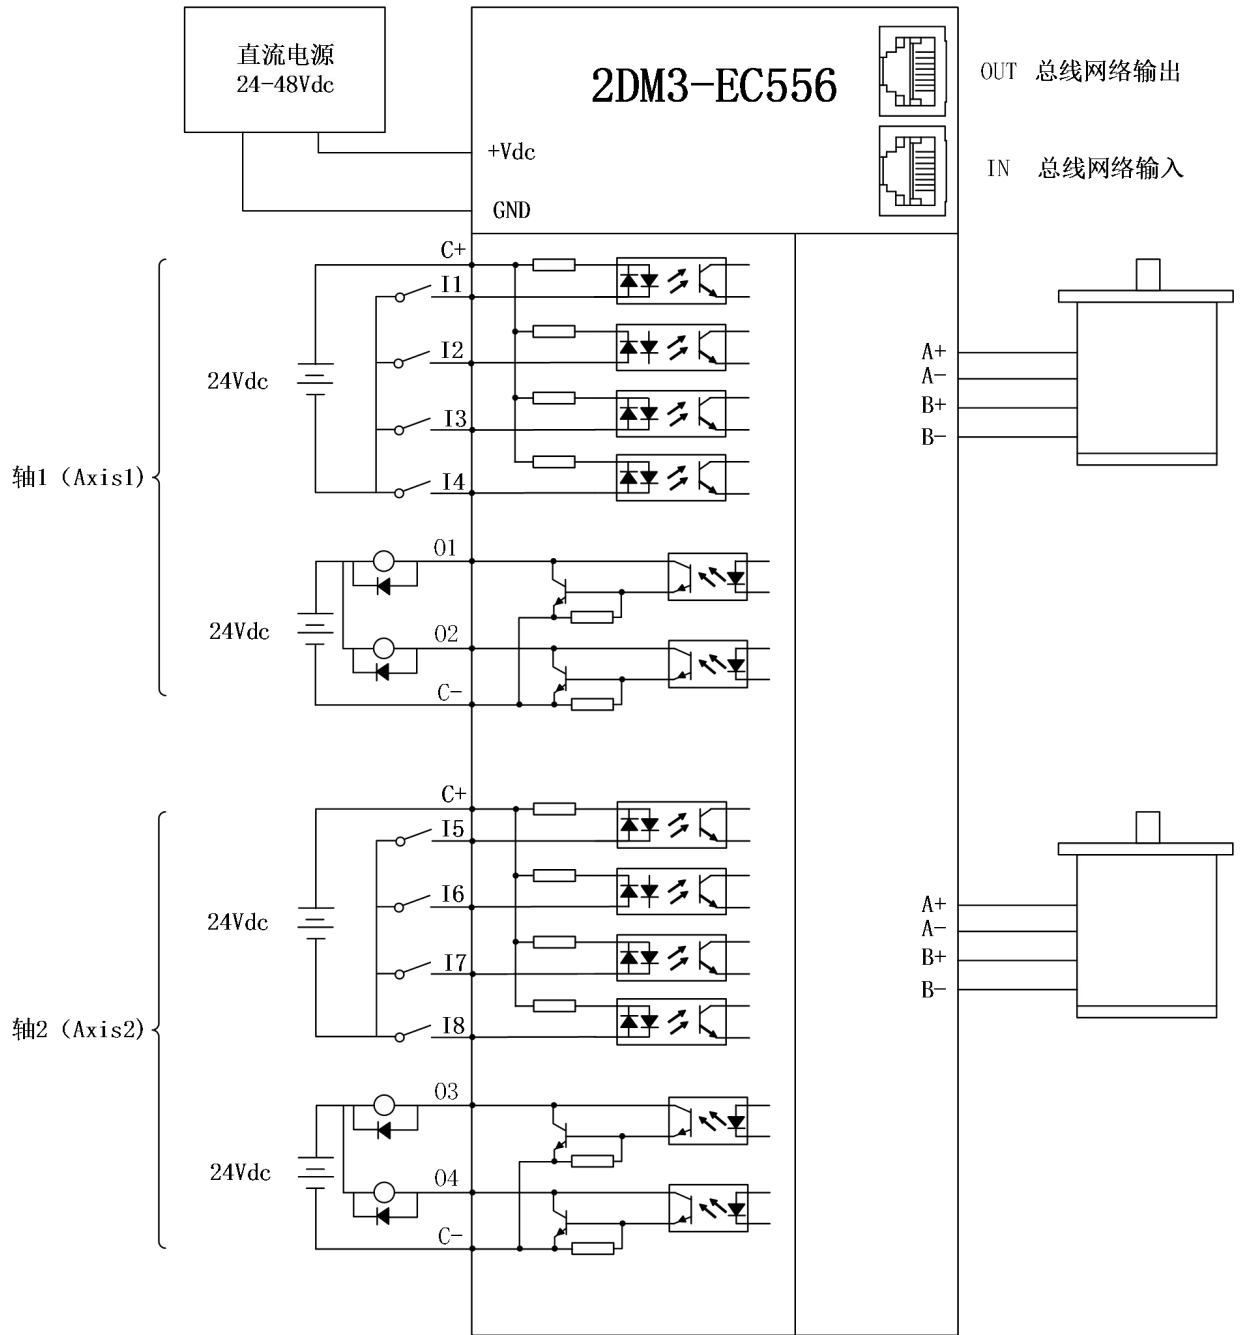 直流电源
24-48Vdc
2DM3-EC556
OUT 总线网络输出
+Vdc
IN 总线网络输入
GND
C+
I1
I2
24Vdc
I3
轴1 (Axis1)
I4
A+
A-
B+
B-
O1
24Vdc
O2
C-
C+
I5
I6
24Vdc
I7
轴2 (Axis2)
I8
A+
A-
B+
B-
O3
24Vdc
O4
C-